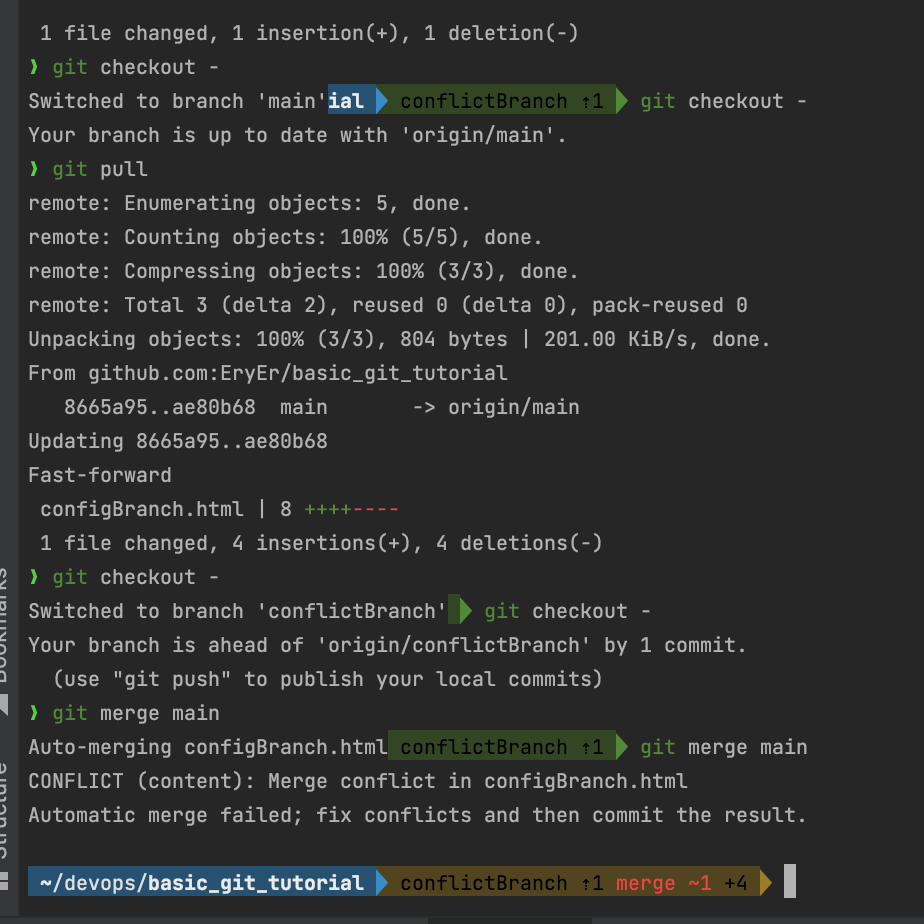 1 file changed, 1 insertion(+), 1 deletion(-)
❯ git checkout -
Switched to branch 'main'ial conflictBranch ⇡1 git checkout -
Your branch is up to date with 'origin/main'.
❯ git pull
remote: Enumerating objects: 5, done.
remote: Counting objects: 100% (5/5), done.
remote: Compressing objects: 100% (3/3), done.
remote: Total 3 (delta 2), reused 0 (delta 0), pack-reused 0
Unpacking objects: 100% (3/3), 804 bytes | 201.00 KiB/s, done.
From github.com:EryEr/basic_git_tutorial
   8665a95..ae80b68  main       -> origin/main
Updating 8665a95..ae80b68
Fast-forward
 configBranch.html | 8 ++++----
 1 file changed, 4 insertions(+), 4 deletions(-)
❯ git checkout -
Switched to branch 'conflictBranch' git checkout -
Your branch is ahead of 'origin/conflictBranch' by 1 commit.
  (use "git push" to publish your local commits)
❯ git merge main
Auto-merging configBranch.html conflictBranch ⇡1 git merge main
CONFLICT (content): Merge conflict in configBranch.html
Automatic merge failed; fix conflicts and then commit the result.
~/devops/basic_git_tutorial conflictBranch ⇡1 merge ~1 +4
Bookmarks
Structure